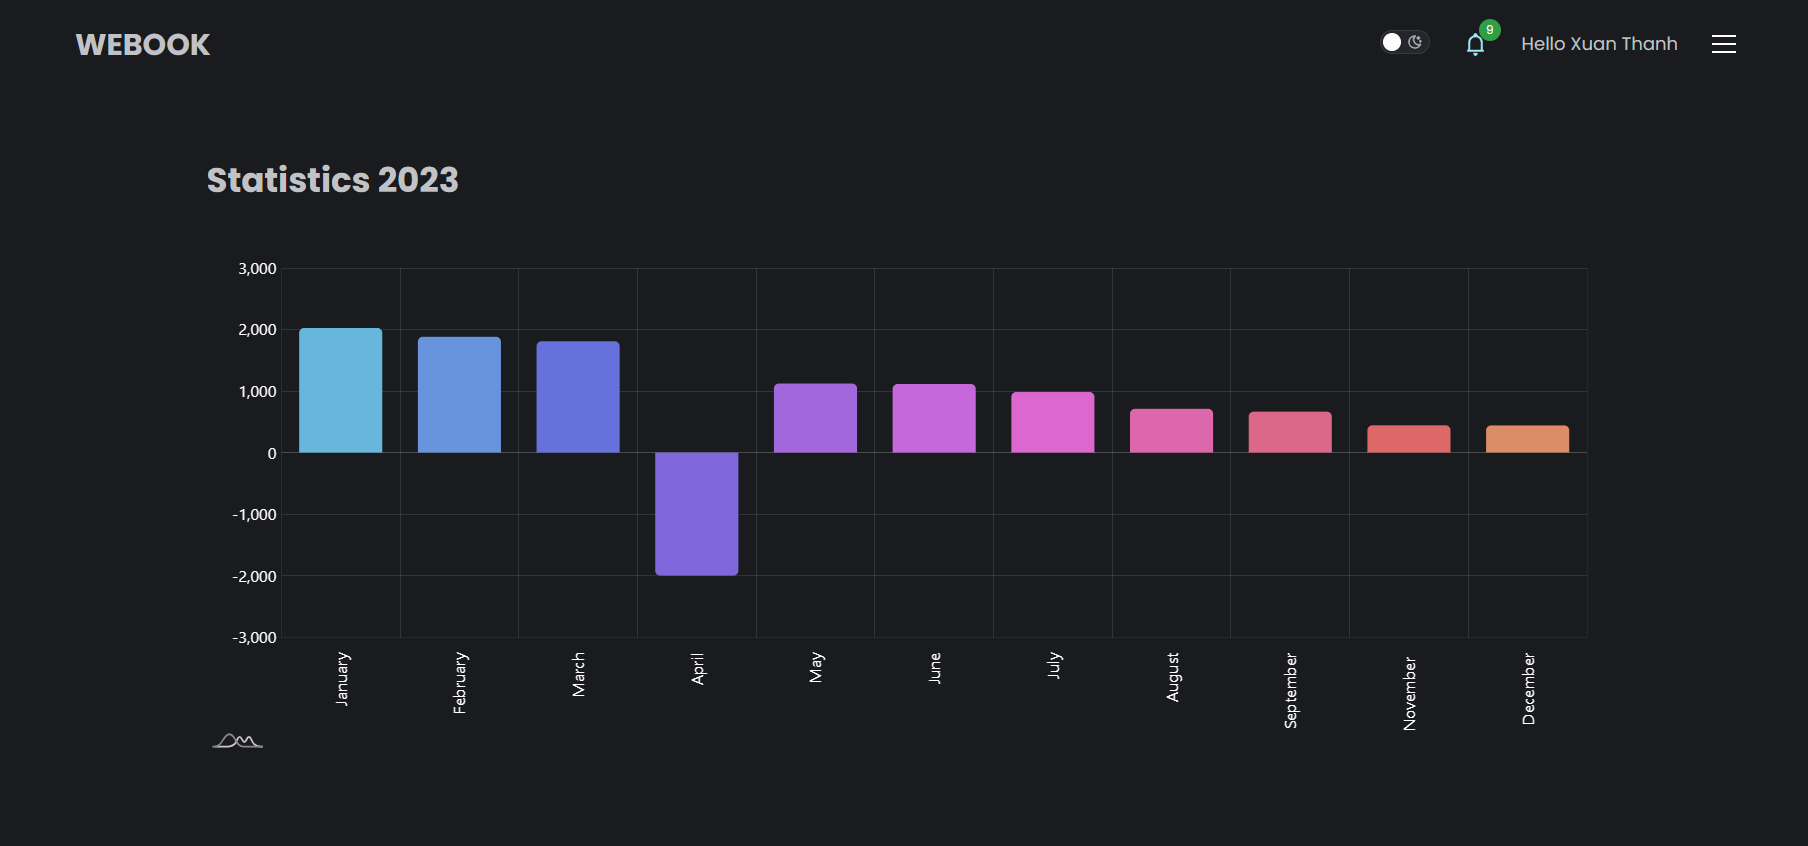 WEBOOK
9
Hello Xuan Thanh
Statistics 2023
3,000
2,000
1,000
0
-1,000
-2,000
-3,000
January
February
March
April
May
June
July
August
September
November
December